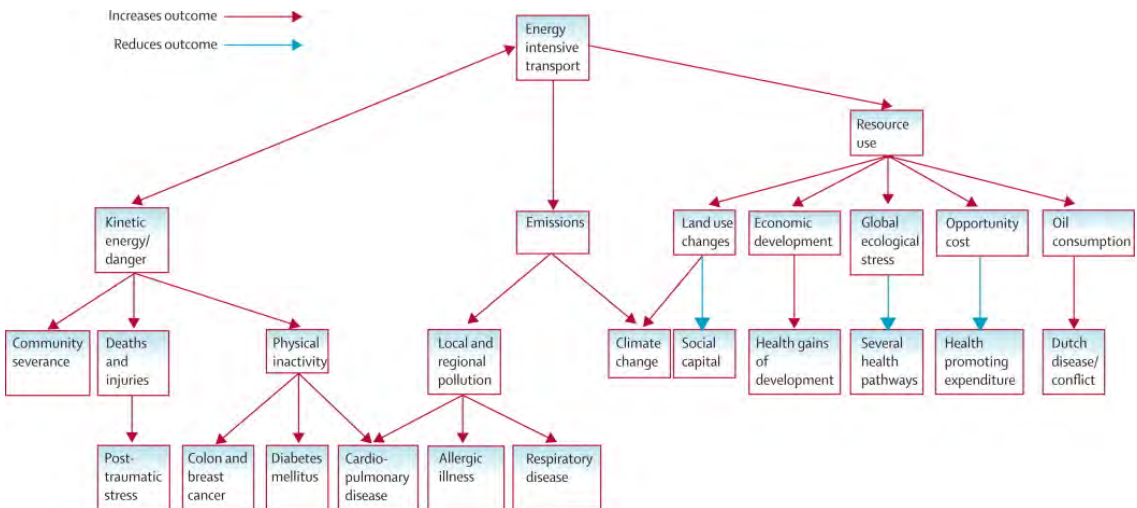 Increases outcome
Reduces outcome
Energy
intensive
transport
Resource
use
Kinetic
energy/
danger
Emissions
Land use
changes
Economic
development
Global
ecological
stress
Opportunity
cost
Oil
consumption
Community
severance
Deaths
and
injuries
Physical
inactivity
Local and
regional
pollution
Climate
change
Social
capital
Health gains
of
development
Several
health
pathways
Health
promoting
expenditure
Dutch
disease/
conflict
Post-
traumatic
stress
Colon and
breast
cancer
Diabetes
mellitus
Cardio-
pulmonary
disease
Allergic
illness
Respiratory
disease